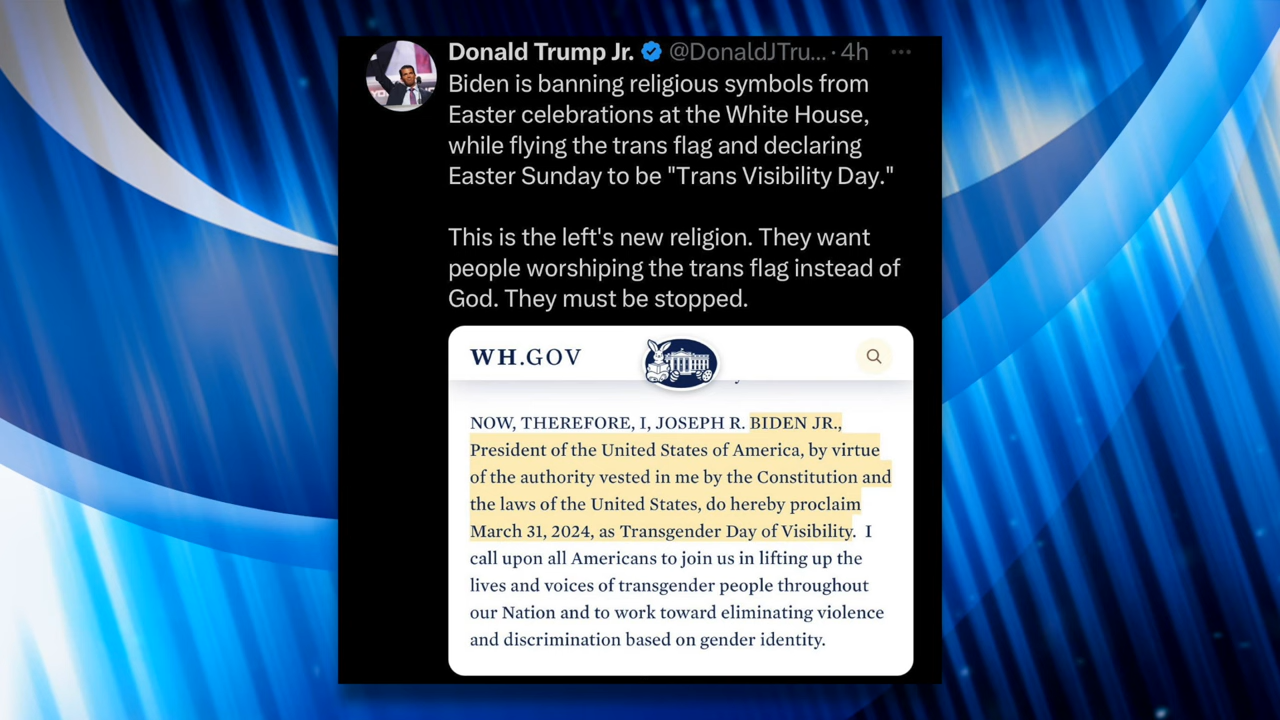 Donald Trump Jr. @DonaldJTru... · 4h ...
Biden is banning religious symbols from
Easter celebrations at the White House,
while flying the trans flag and declaring
Easter Sunday to be "Trans Visibility Day."
This is the left's new religion. They want
people worshiping the trans flag instead of
God. They must be stopped.
WH.GOV
NOW, THEREFORE, I, JOSEPH R. BIDEN JR.,
President of the United States of America, by virtue
of the authority vested in me by the Constitution and
the laws of the United States, do hereby proclaim
March 31, 2024, as Transgender Day of Visibility.  I
call upon all Americans to join us in lifting up the
lives and voices of transgender people throughout
our Nation and to work toward eliminating violence
and discrimination based on gender identity.